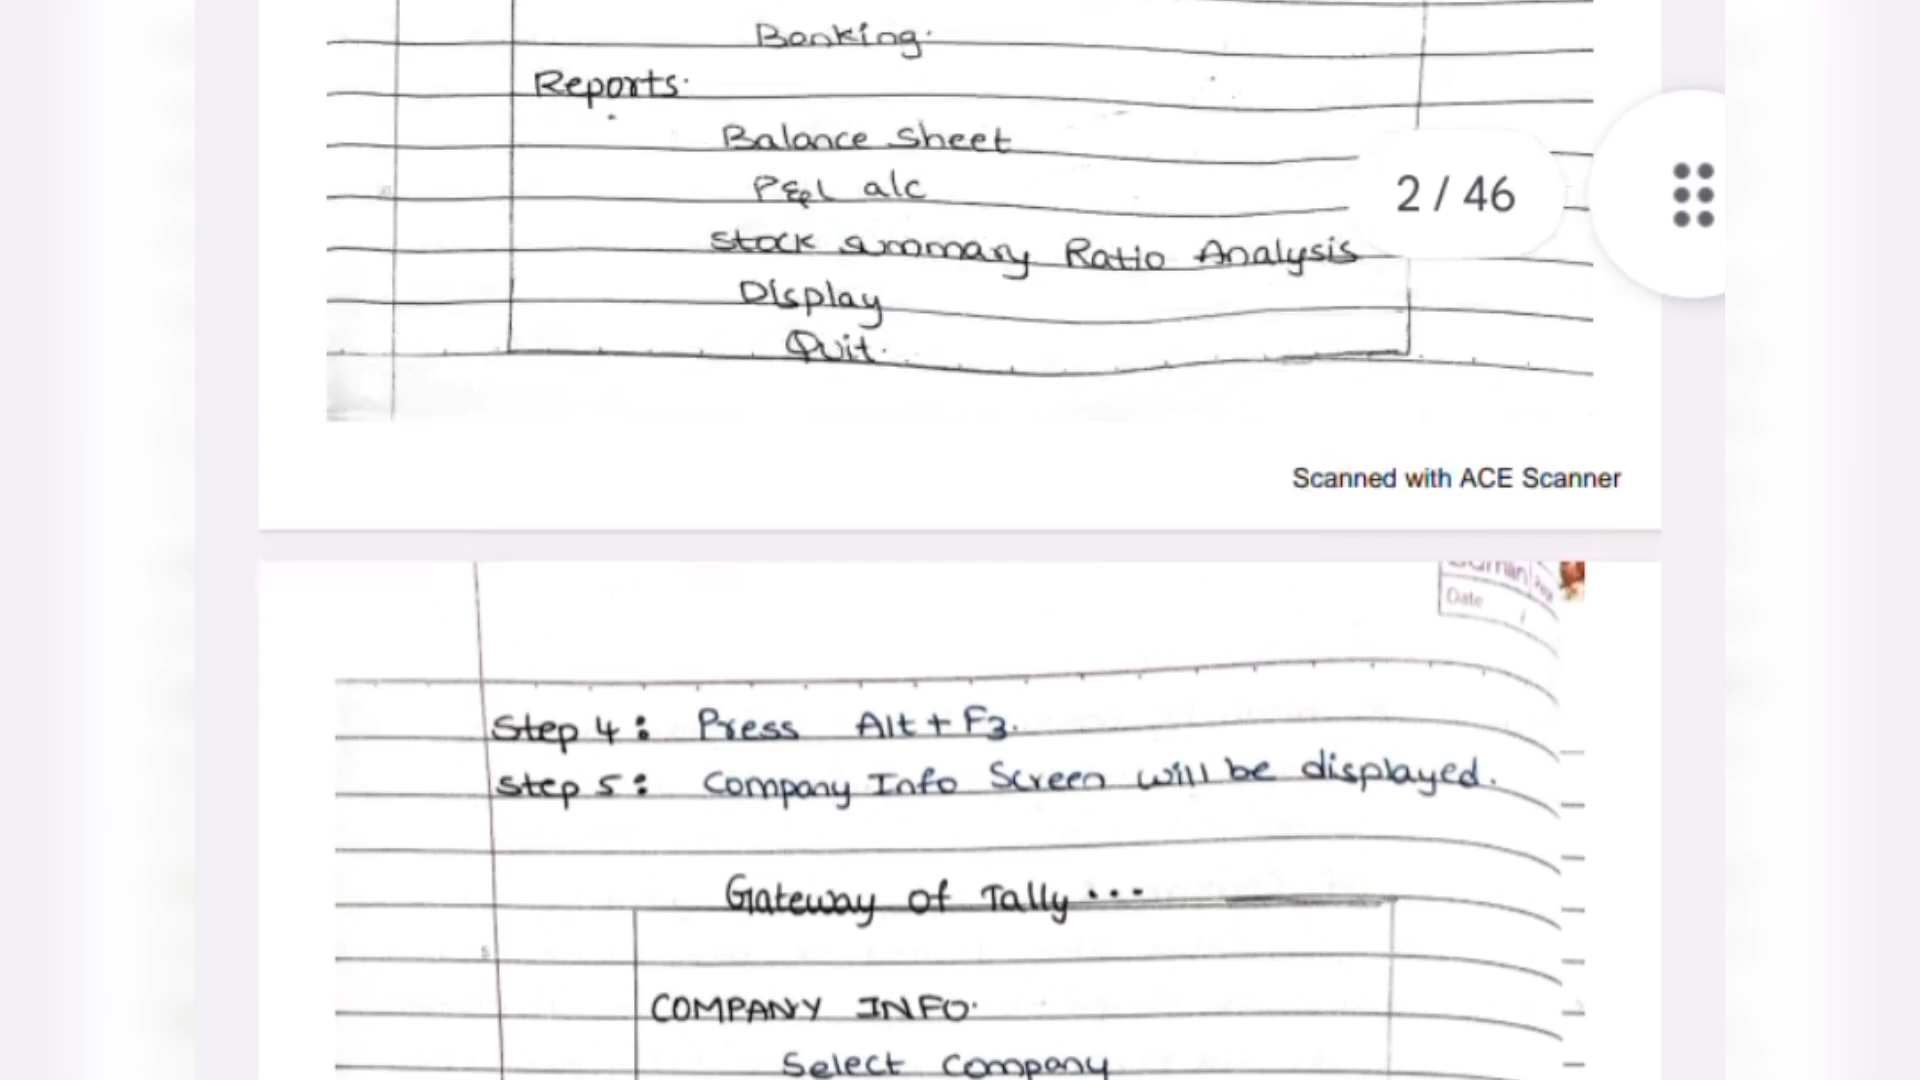 Banking.
Reports.
Balance Sheet
P&L a/c
Stock summary Ratio Analysis
Display
Quit.
2 / 46
Scanned with ACE Scanner
Date
Step 4: Press Alt + F3.
Step 5: Company Info Screen will be displayed.
Gateway of Tally ...
COMPANY INFO.
Select Company